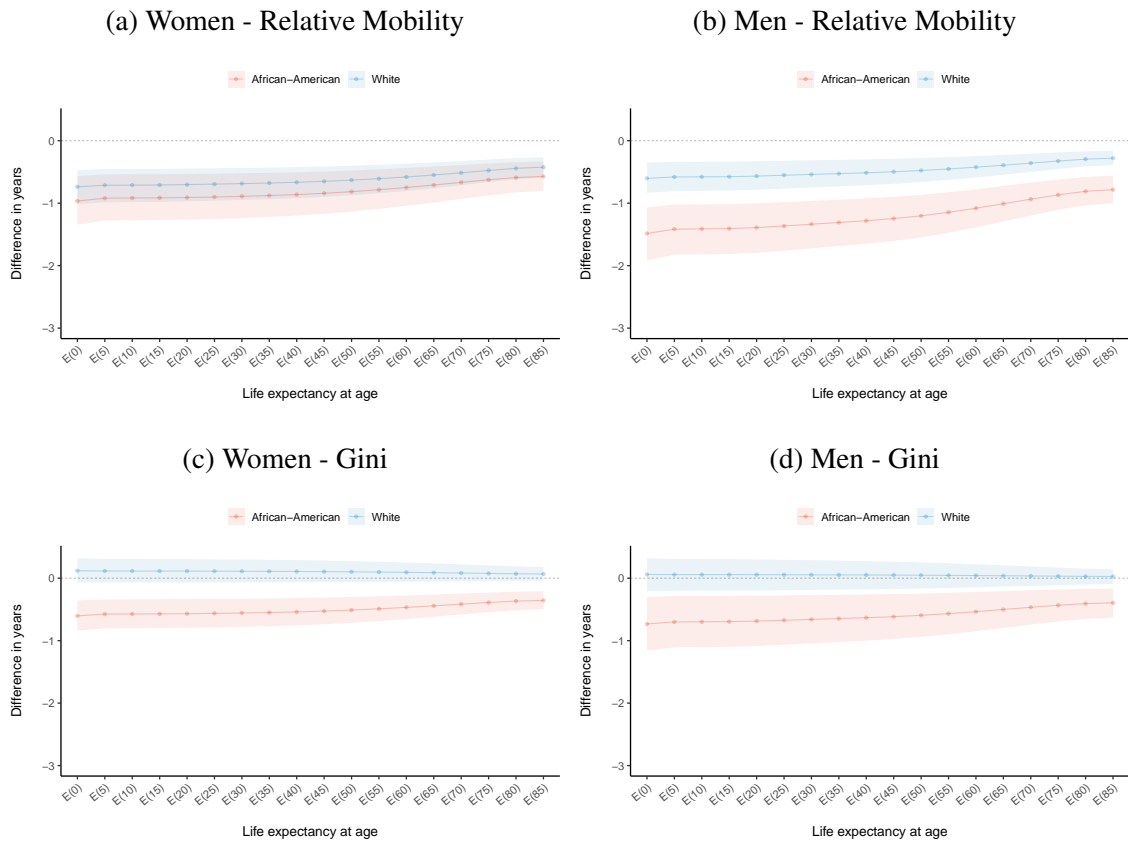 (a) Women - Relative Mobility
African−American White
Difference in years
0
−1
−2
−3
E(0) E(5) E(10) E(15) E(20) E(25) E(30) E(35) E(40) E(45) E(50) E(55) E(60) E(65) E(70) E(75) E(80) E(85)
Life expectancy at age
(b) Men - Relative Mobility
African−American White
Difference in years
0
−1
−2
−3
E(0) E(5) E(10) E(15) E(20) E(25) E(30) E(35) E(40) E(45) E(50) E(55) E(60) E(65) E(70) E(75) E(80) E(85)
Life expectancy at age
(c) Women - Gini
African−American White
Difference in years
0
−1
−2
−3
E(0) E(5) E(10) E(15) E(20) E(25) E(30) E(35) E(40) E(45) E(50) E(55) E(60) E(65) E(70) E(75) E(80) E(85)
Life expectancy at age
(d) Men - Gini
African−American White
Difference in years
0
−1
−2
−3
E(0) E(5) E(10) E(15) E(20) E(25) E(30) E(35) E(40) E(45) E(50) E(55) E(60) E(65) E(70) E(75) E(80) E(85)
Life expectancy at age